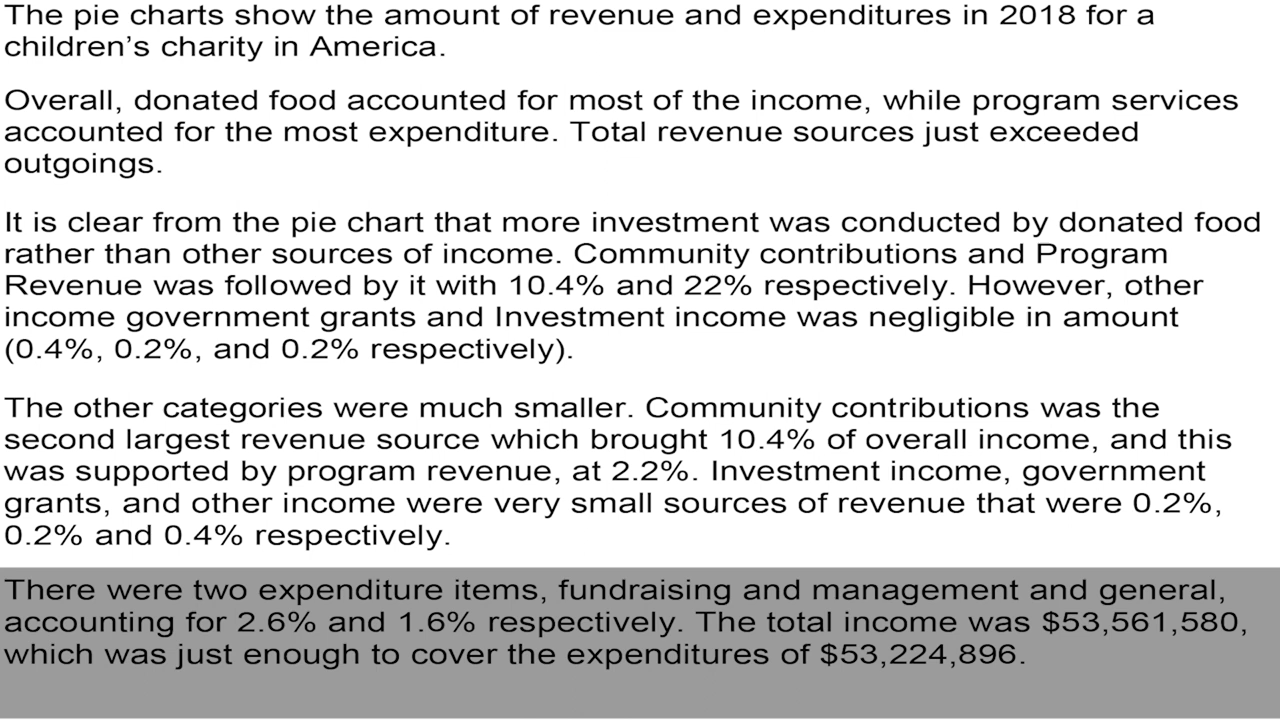 The pie charts show the amount of revenue and expenditures in 2018 for a
children’s charity in America.
Overall, donated food accounted for most of the income, while program services
accounted for the most expenditure. Total revenue sources just exceeded
outgoings.
It is clear from the pie chart that more investment was conducted by donated food
rather than other sources of income. Community contributions and Program
Revenue was followed by it with 10.4% and 22% respectively. However, other
income government grants and Investment income was negligible in amount
(0.4%, 0.2%, and 0.2% respectively).
The other categories were much smaller. Community contributions was the
second largest revenue source which brought 10.4% of overall income, and this
was supported by program revenue, at 2.2%. Investment income, government
grants, and other income were very small sources of revenue that were 0.2%,
0.2% and 0.4% respectively.
There were two expenditure items, fundraising and management and general,
accounting for 2.6% and 1.6% respectively. The total income was $53,561,580,
which was just enough to cover the expenditures of $53,224,896.